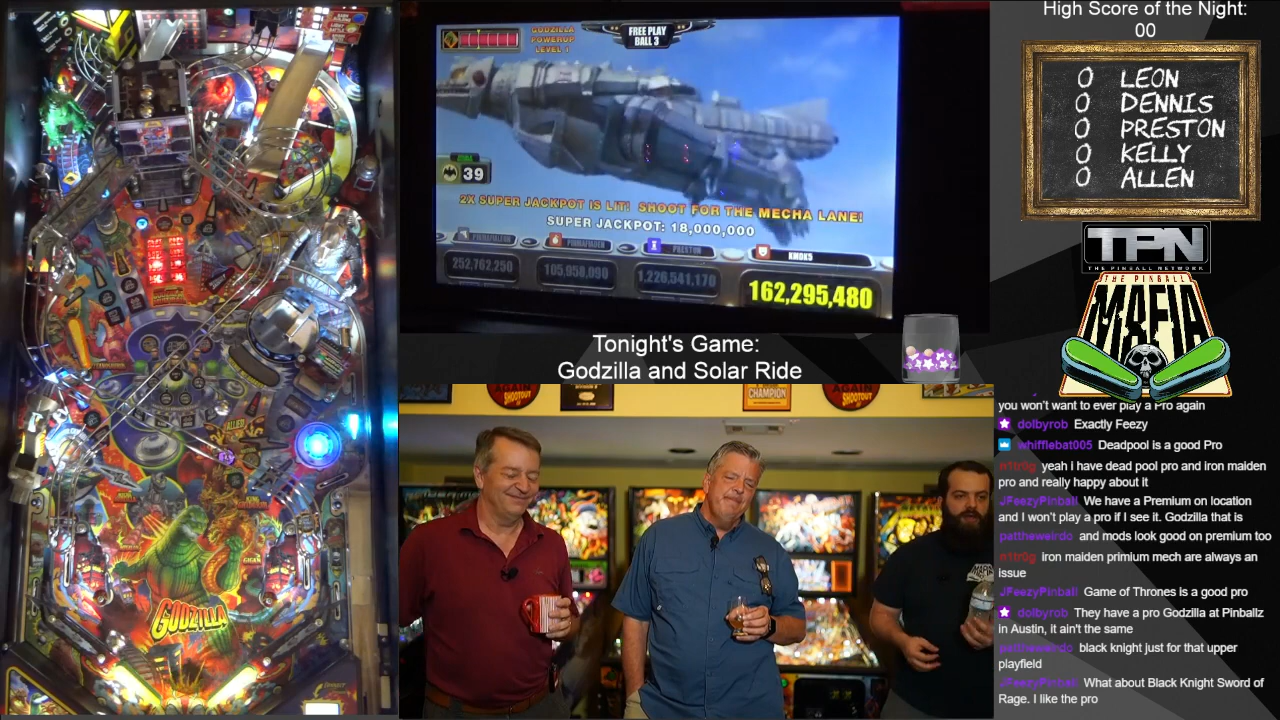 GODZILLA
GODZILLA
POWERUP
LEVEL 1
FREE PLAY
BALL 3
39
2X SUPER JACKPOT IS LIT! SHOOT FOR THE MECHA LANE!
SUPER JACKPOT: 18,000,000
PRESTON
KMOK5
252,762,250
105,958,090
1,226,541,170
162,295,480
Tonight's Game:
Godzilla and Solar Ride
AGAIN
SHOOTOUT
CHAMPION
AGAIN
SHOOTOUT
MAFIA
High Score of the Night:
00
0 LEON
0 DENNIS
0 PRESTON
0 KELLY
0 ALLEN
TPN
THE PINBALL NETWORK
THE PINBALL
MAFIA
you won't want to ever play a Pro again
dolbyrob Exactly Feezy
whifflebat005 Deadpool is a good Pro
n1tr0g yeah i have dead pool pro and iron maiden
pro and really happy about it
JFeezyPinball We have a Premium on location
and I won't play a pro if I see it. Godzilla that is
pattheweirdo and mods look good on premium too
n1tr0g iron maiden primium mech are always an
issue
JFeezyPinball Game of Thrones is a good pro
dolbyrob They have a pro Godzilla at Pinballz
in Austin, it ain't the same
pattheweirdo black knight just for that upper
playfield
JFeezyPinball What about Black Knight Sword of
Rage. I like the pro